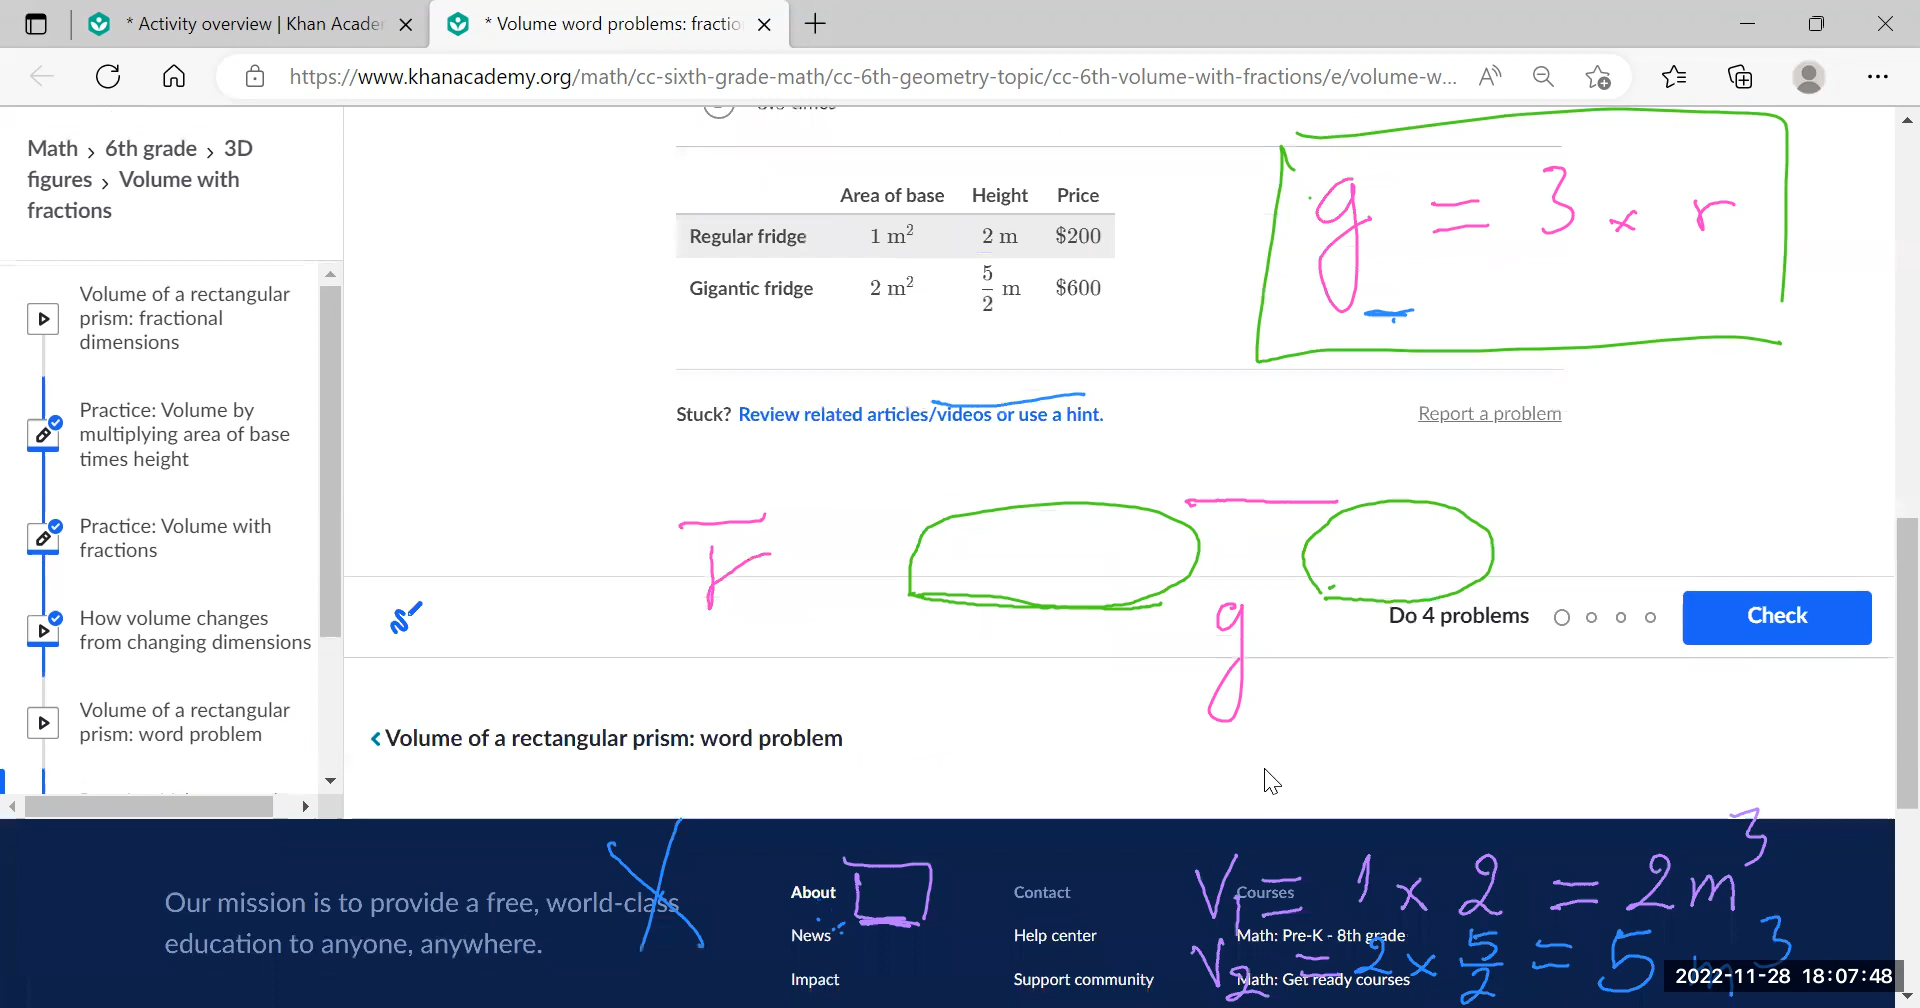 * Activity overview | Khan Acade
* Volume word problems: fractio
https://www.khanacademy.org/math/cc-sixth-grade-math/cc-6th-geometry-topic/cc-6th-volume-with-fractions/e/volume-w...
Math > 6th grade > 3D
figures > Volume with
fractions
Volume of a rectangular
prism: fractional
dimensions
Practice: Volume by
multiplying area of base
times height
Practice: Volume with
fractions
How volume changes
from changing dimensions
Volume of a rectangular
prism: word problem
Area of base Height Price
Regular fridge 1 m² 2 m $200
Gigantic fridge 2 m² 5/2 m $600
g = 3 × r
Stuck? Review related articles/videos or use a hint.
Report a problem
r
g
Do 4 problems
Check
< Volume of a rectangular prism: word problem
Our mission is to provide a free, world-class
education to anyone, anywhere.
About
News
Impact
Contact
Help center
Support community
Courses
Math: Pre-K - 8th grade
Math: Get ready courses
X
V₁ = 1 × 2 = 2 m³
V₂ = 2 × 5/2 = 5 m³
2022-11-28 18:07:48